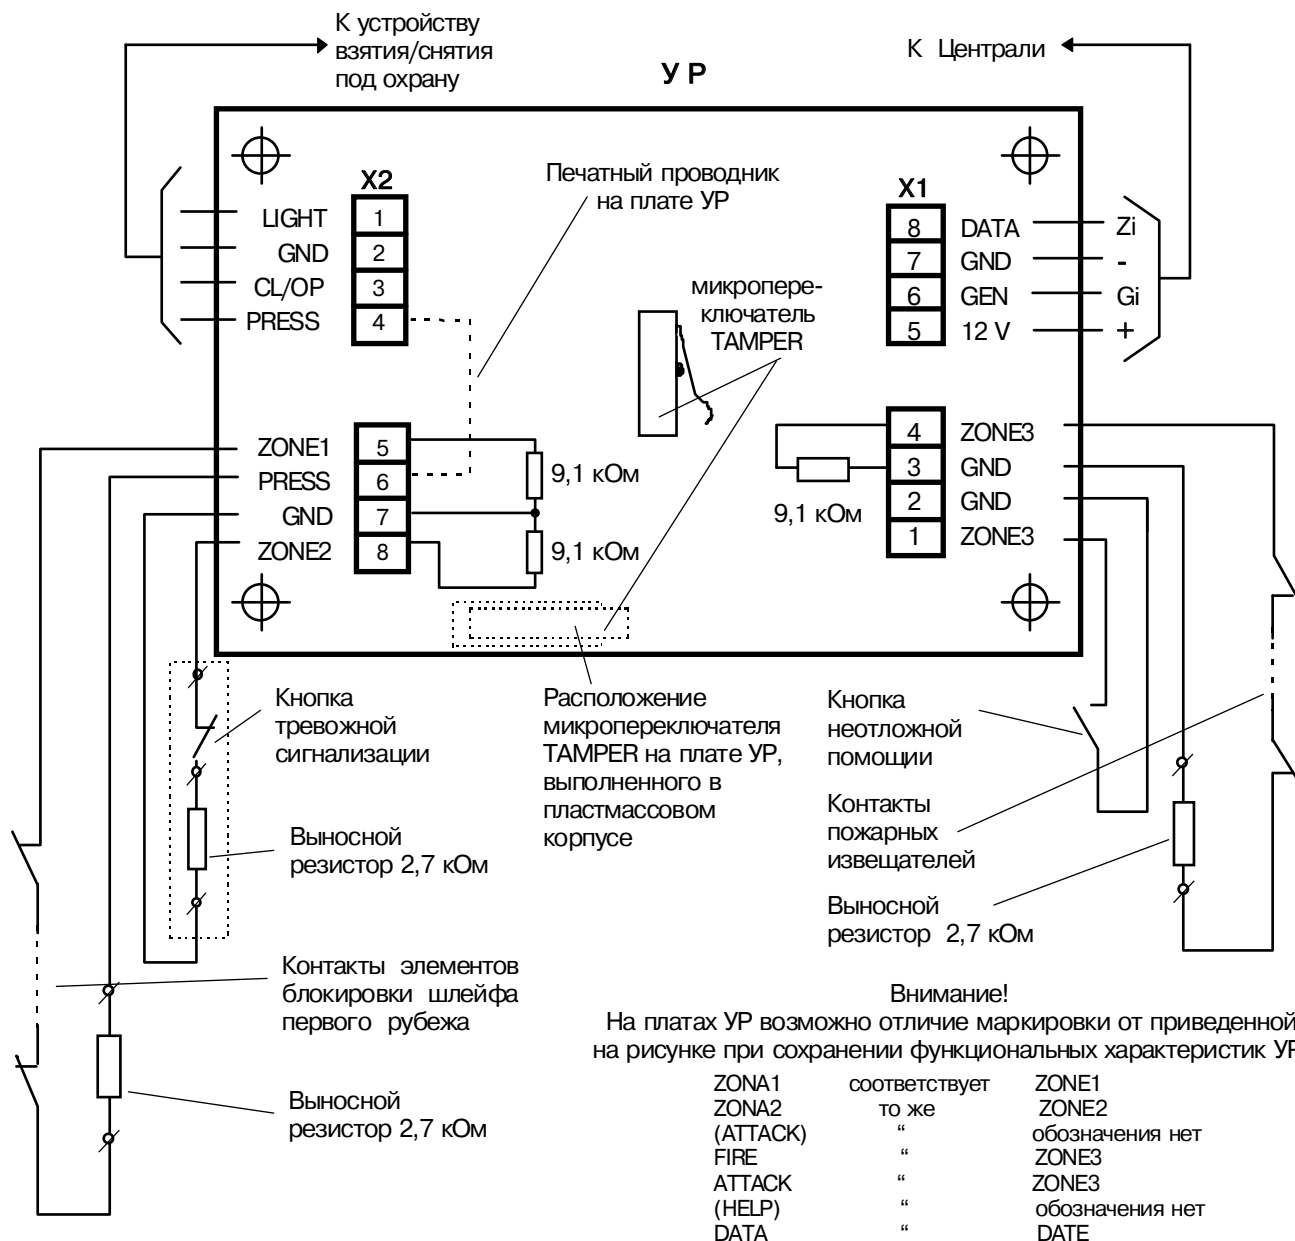 К устройству
взятия/снятия
под охрану
К Централи
У Р
Печатный проводник
на плате УР
X2
LIGHT 1
GND 2
CL/OP 3
PRESS 4
X1
8 DATA Zi
7 GND -
6 GEN Gi
5 12 V +
микропере-
ключатель
TAMPER
ZONE1 5
PRESS 6
GND 7
ZONE2 8
9,1 кОм
9,1 кОм
9,1 кОм
4 ZONE3
3 GND
2 GND
1 ZONE3
Кнопка
тревожной
сигнализации
Выносной
резистор 2,7 кОм
Расположение
микропереключателя
TAMPER на плате УР,
выполненного в
пластмассовом
корпусе
Кнопка
неотложной
помощи
Контакты
пожарных
извещателей
Выносной
резистор 2,7 кОм
Контакты элементов
блокировки шлейфа
первого рубежа
Выносной
резистор 2,7 кОм
Внимание!
На платах УР возможно отличие маркировки от приведенной
на рисунке при сохранении функциональных характеристик УР
ZONA1 соответствует ZONE1
ZONA2 то же ZONE2
(ATTACK) “ обозначения нет
FIRE “ ZONE3
ATTACK “ ZONE3
(HELP) “ обозначения нет
DATA “ DATE